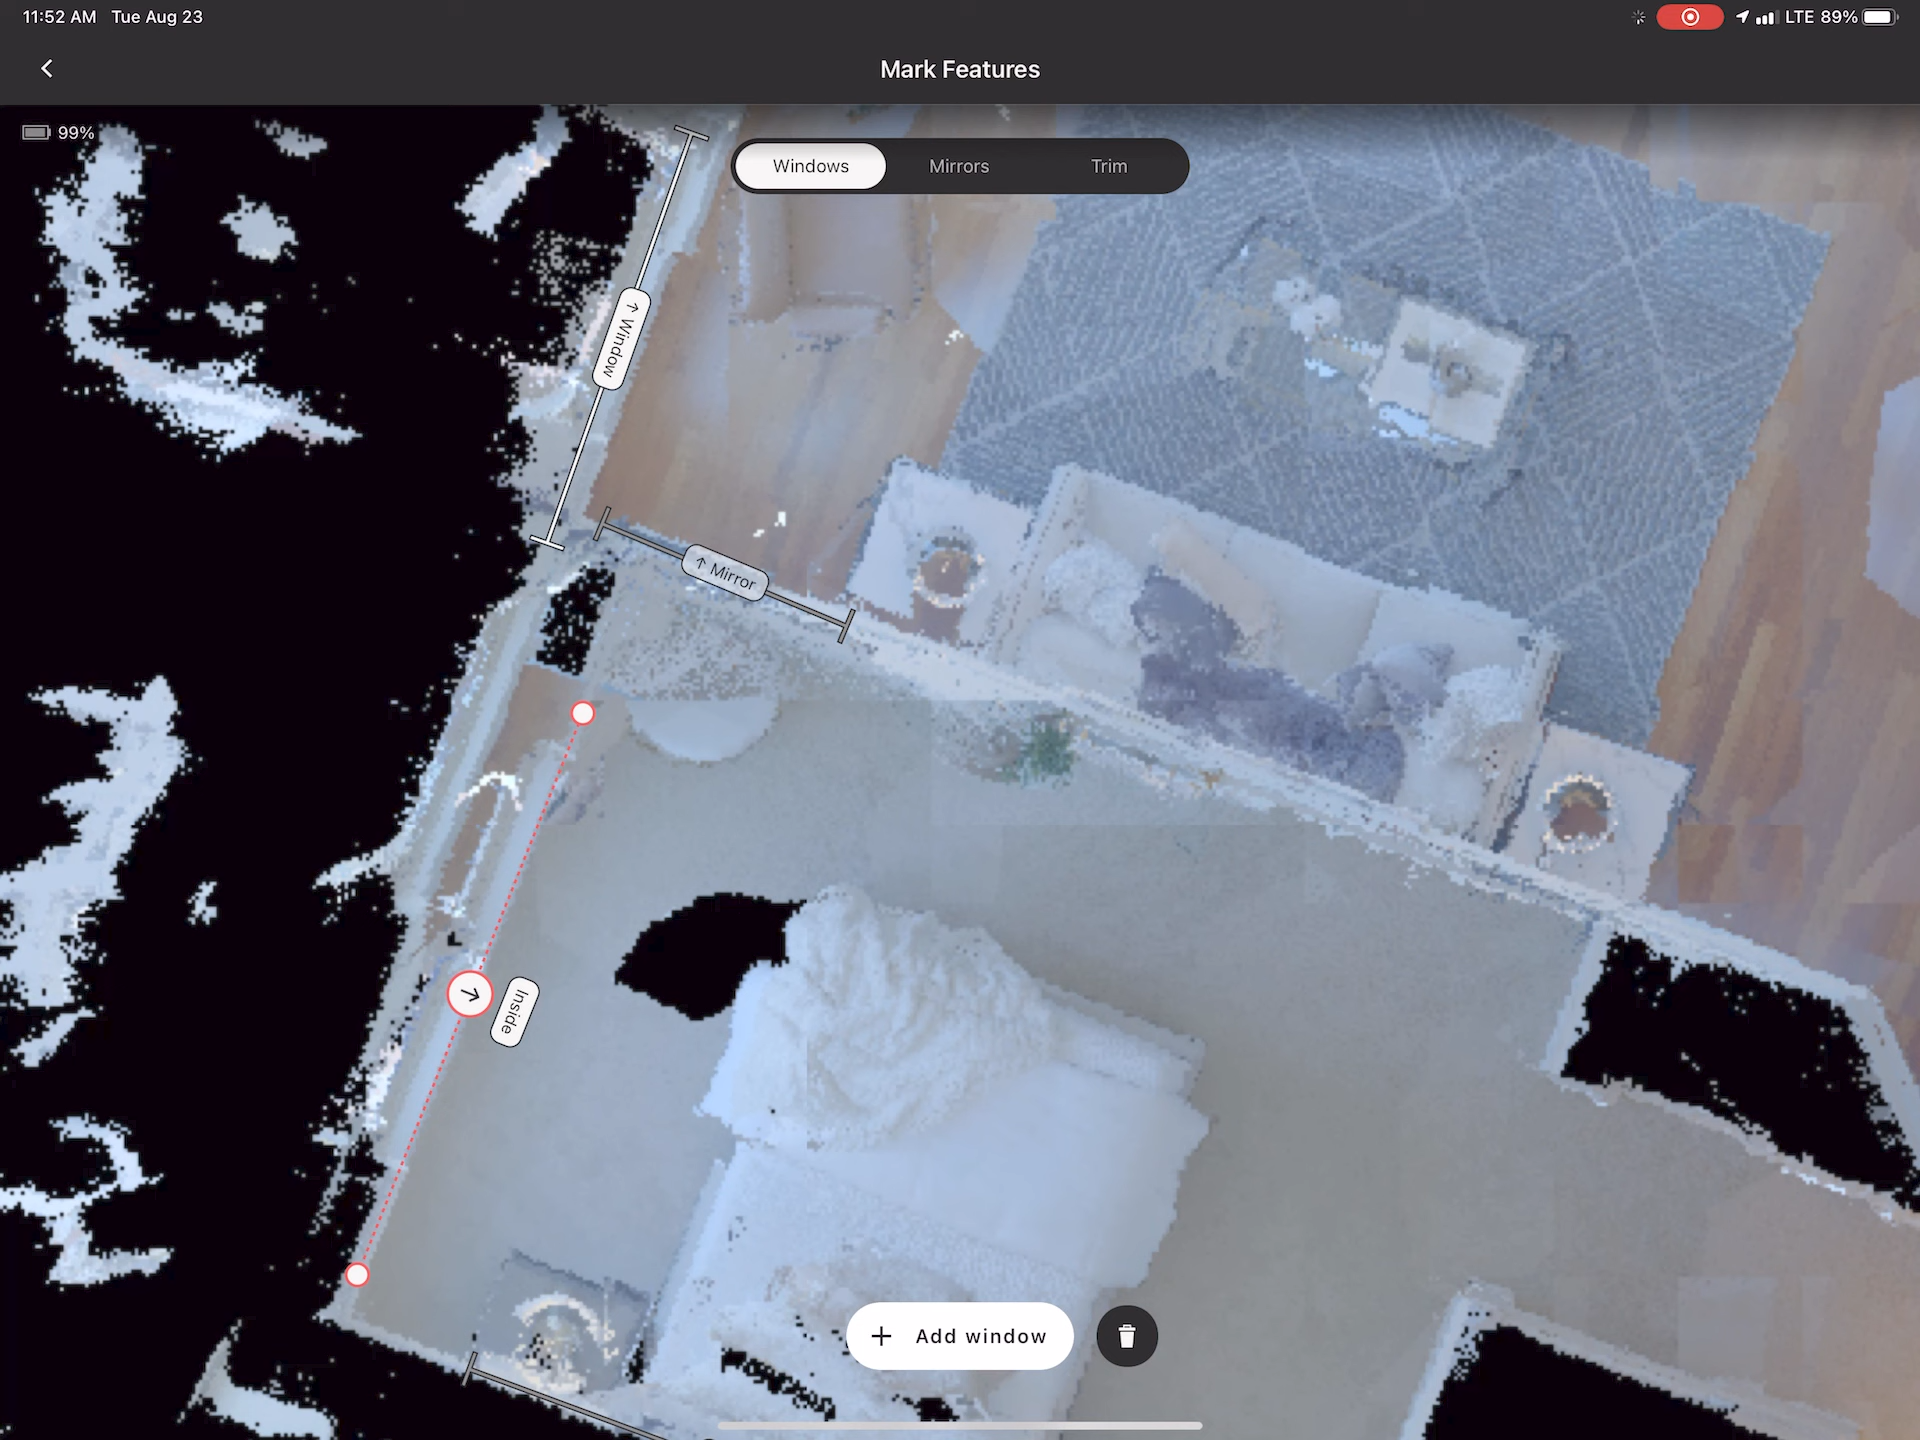 11:52 AM Tue Aug 23
LTE 89%
Mark Features
99%
Windows Mirrors Trim
↑ Window
↑ Mirror
Inside
+ Add window